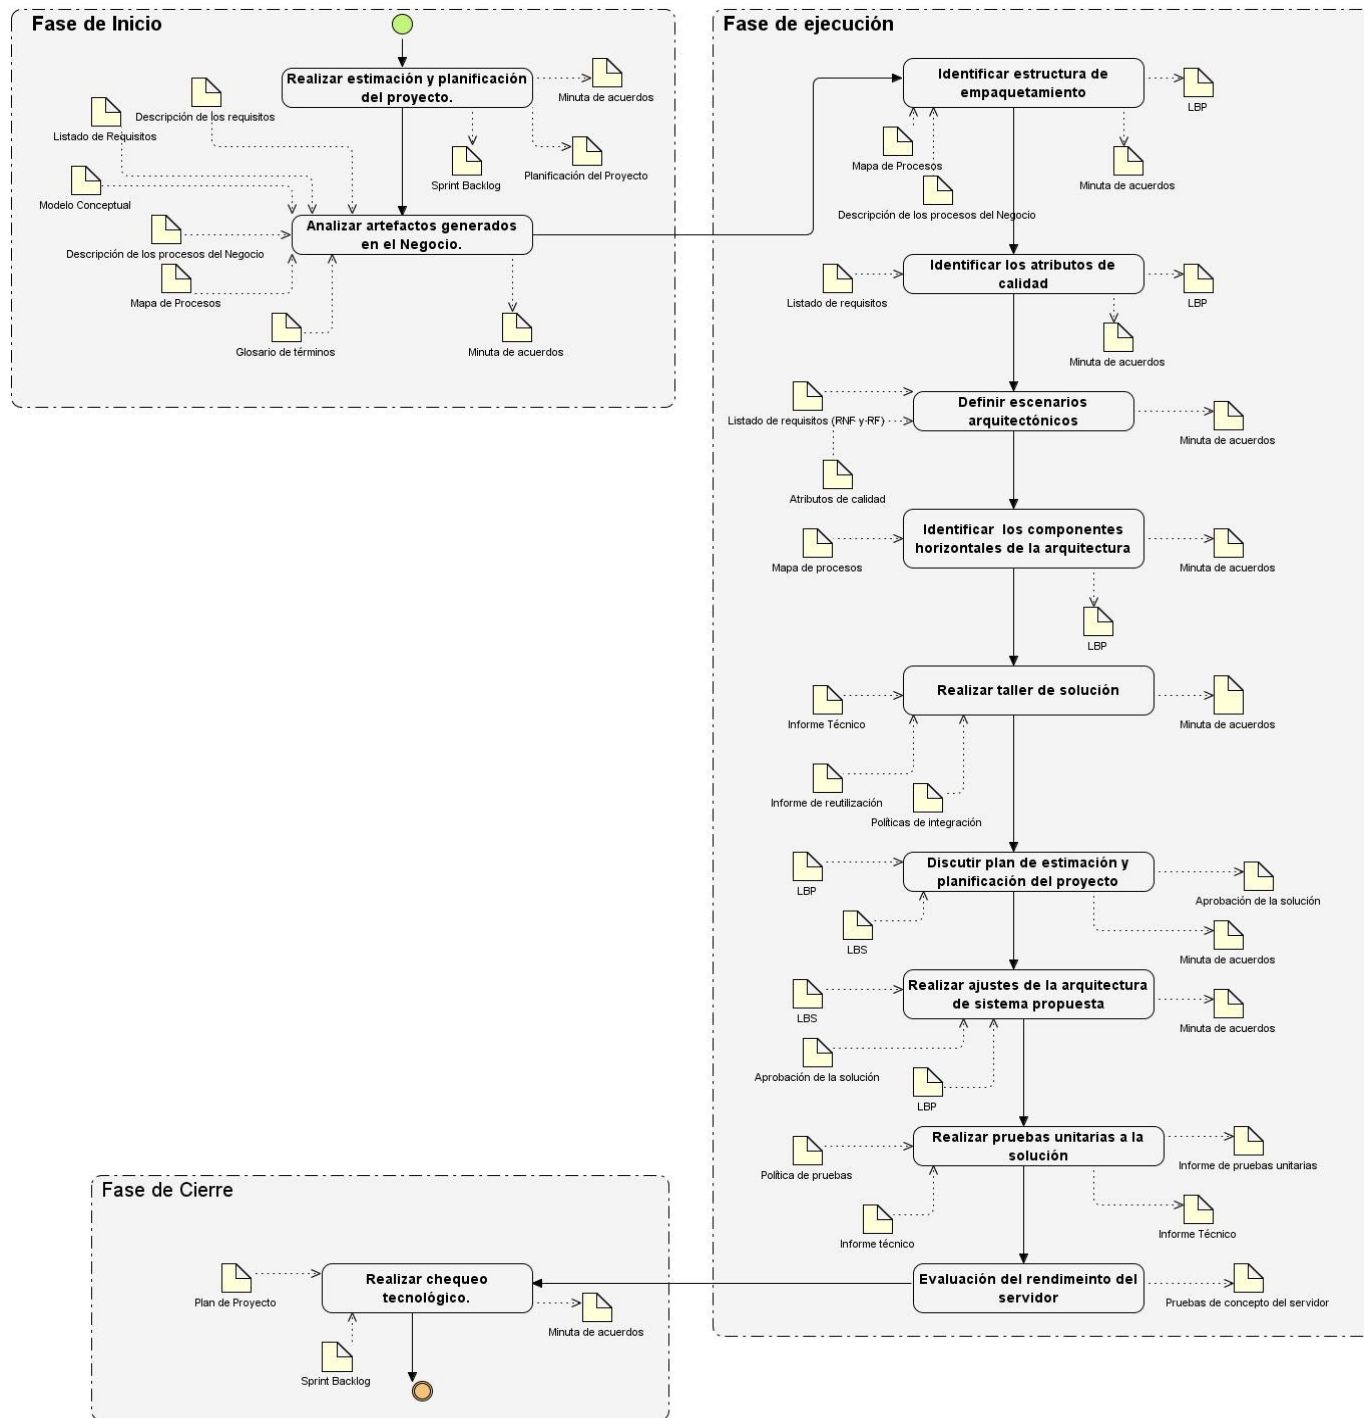 Fase de Inicio
Realizar estimación y planificación
del proyecto.
Minuta de acuerdos
Descripción de los requisitos
Listado de Requisitos
Sprint Backlog
Planificación del Proyecto
Modelo Conceptual
Analizar artefactos generados
en el Negocio.
Descripción de los procesos del Negocio
Mapa de Procesos
Glosario de términos
Minuta de acuerdos
Fase de ejecución
Identificar estructura de
empaquetamiento
LBP
Mapa de Procesos
Minuta de acuerdos
Descripción de los procesos del Negocio
Identificar los atributos de
calidad
Listado de requisitos
LBP
Minuta de acuerdos
Definir escenarios
arquitectónicos
Listado de requisitos (RNF y RF)
Minuta de acuerdos
Atributos de calidad
Identificar los componentes
horizontales de la arquitectura
Mapa de procesos
Minuta de acuerdos
LBP
Realizar taller de solución
Informe Técnico
Minuta de acuerdos
Informe de reutilización
Políticas de integración
Discutir plan de estimación y
planificación del proyecto
LBP
Aprobación de la solución
LBS
Minuta de acuerdos
Realizar ajustes de la arquitectura
de sistema propuesta
LBS
Minuta de acuerdos
Aprobación de la solución
LBP
Realizar pruebas unitarias a la
solución
Política de pruebas
Informe de pruebas unitarias
Informe técnico
Informe Técnico
Evaluación del rendimeinto del
servidor
Pruebas de concepto del servidor
Fase de Cierre
Realizar chequeo
tecnológico.
Plan de Proyecto
Minuta de acuerdos
Sprint Backlog